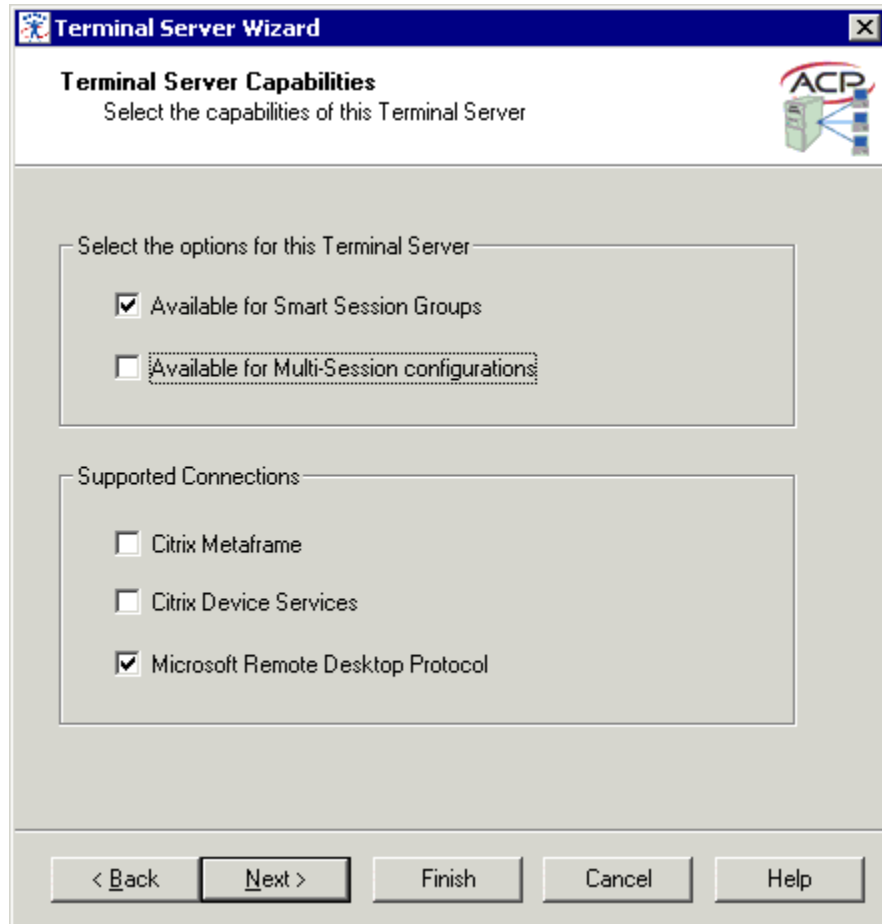 Terminal Server Wizard
Terminal Server Capabilities
Select the capabilities of this Terminal Server
ACP
Select the options for this Terminal Server
Available for Smart Session Groups
Available for Multi-Session configurations
Supported Connections
Citrix Metaframe
Citrix Device Services
Microsoft Remote Desktop Protocol
< Back
Next >
Finish
Cancel
Help